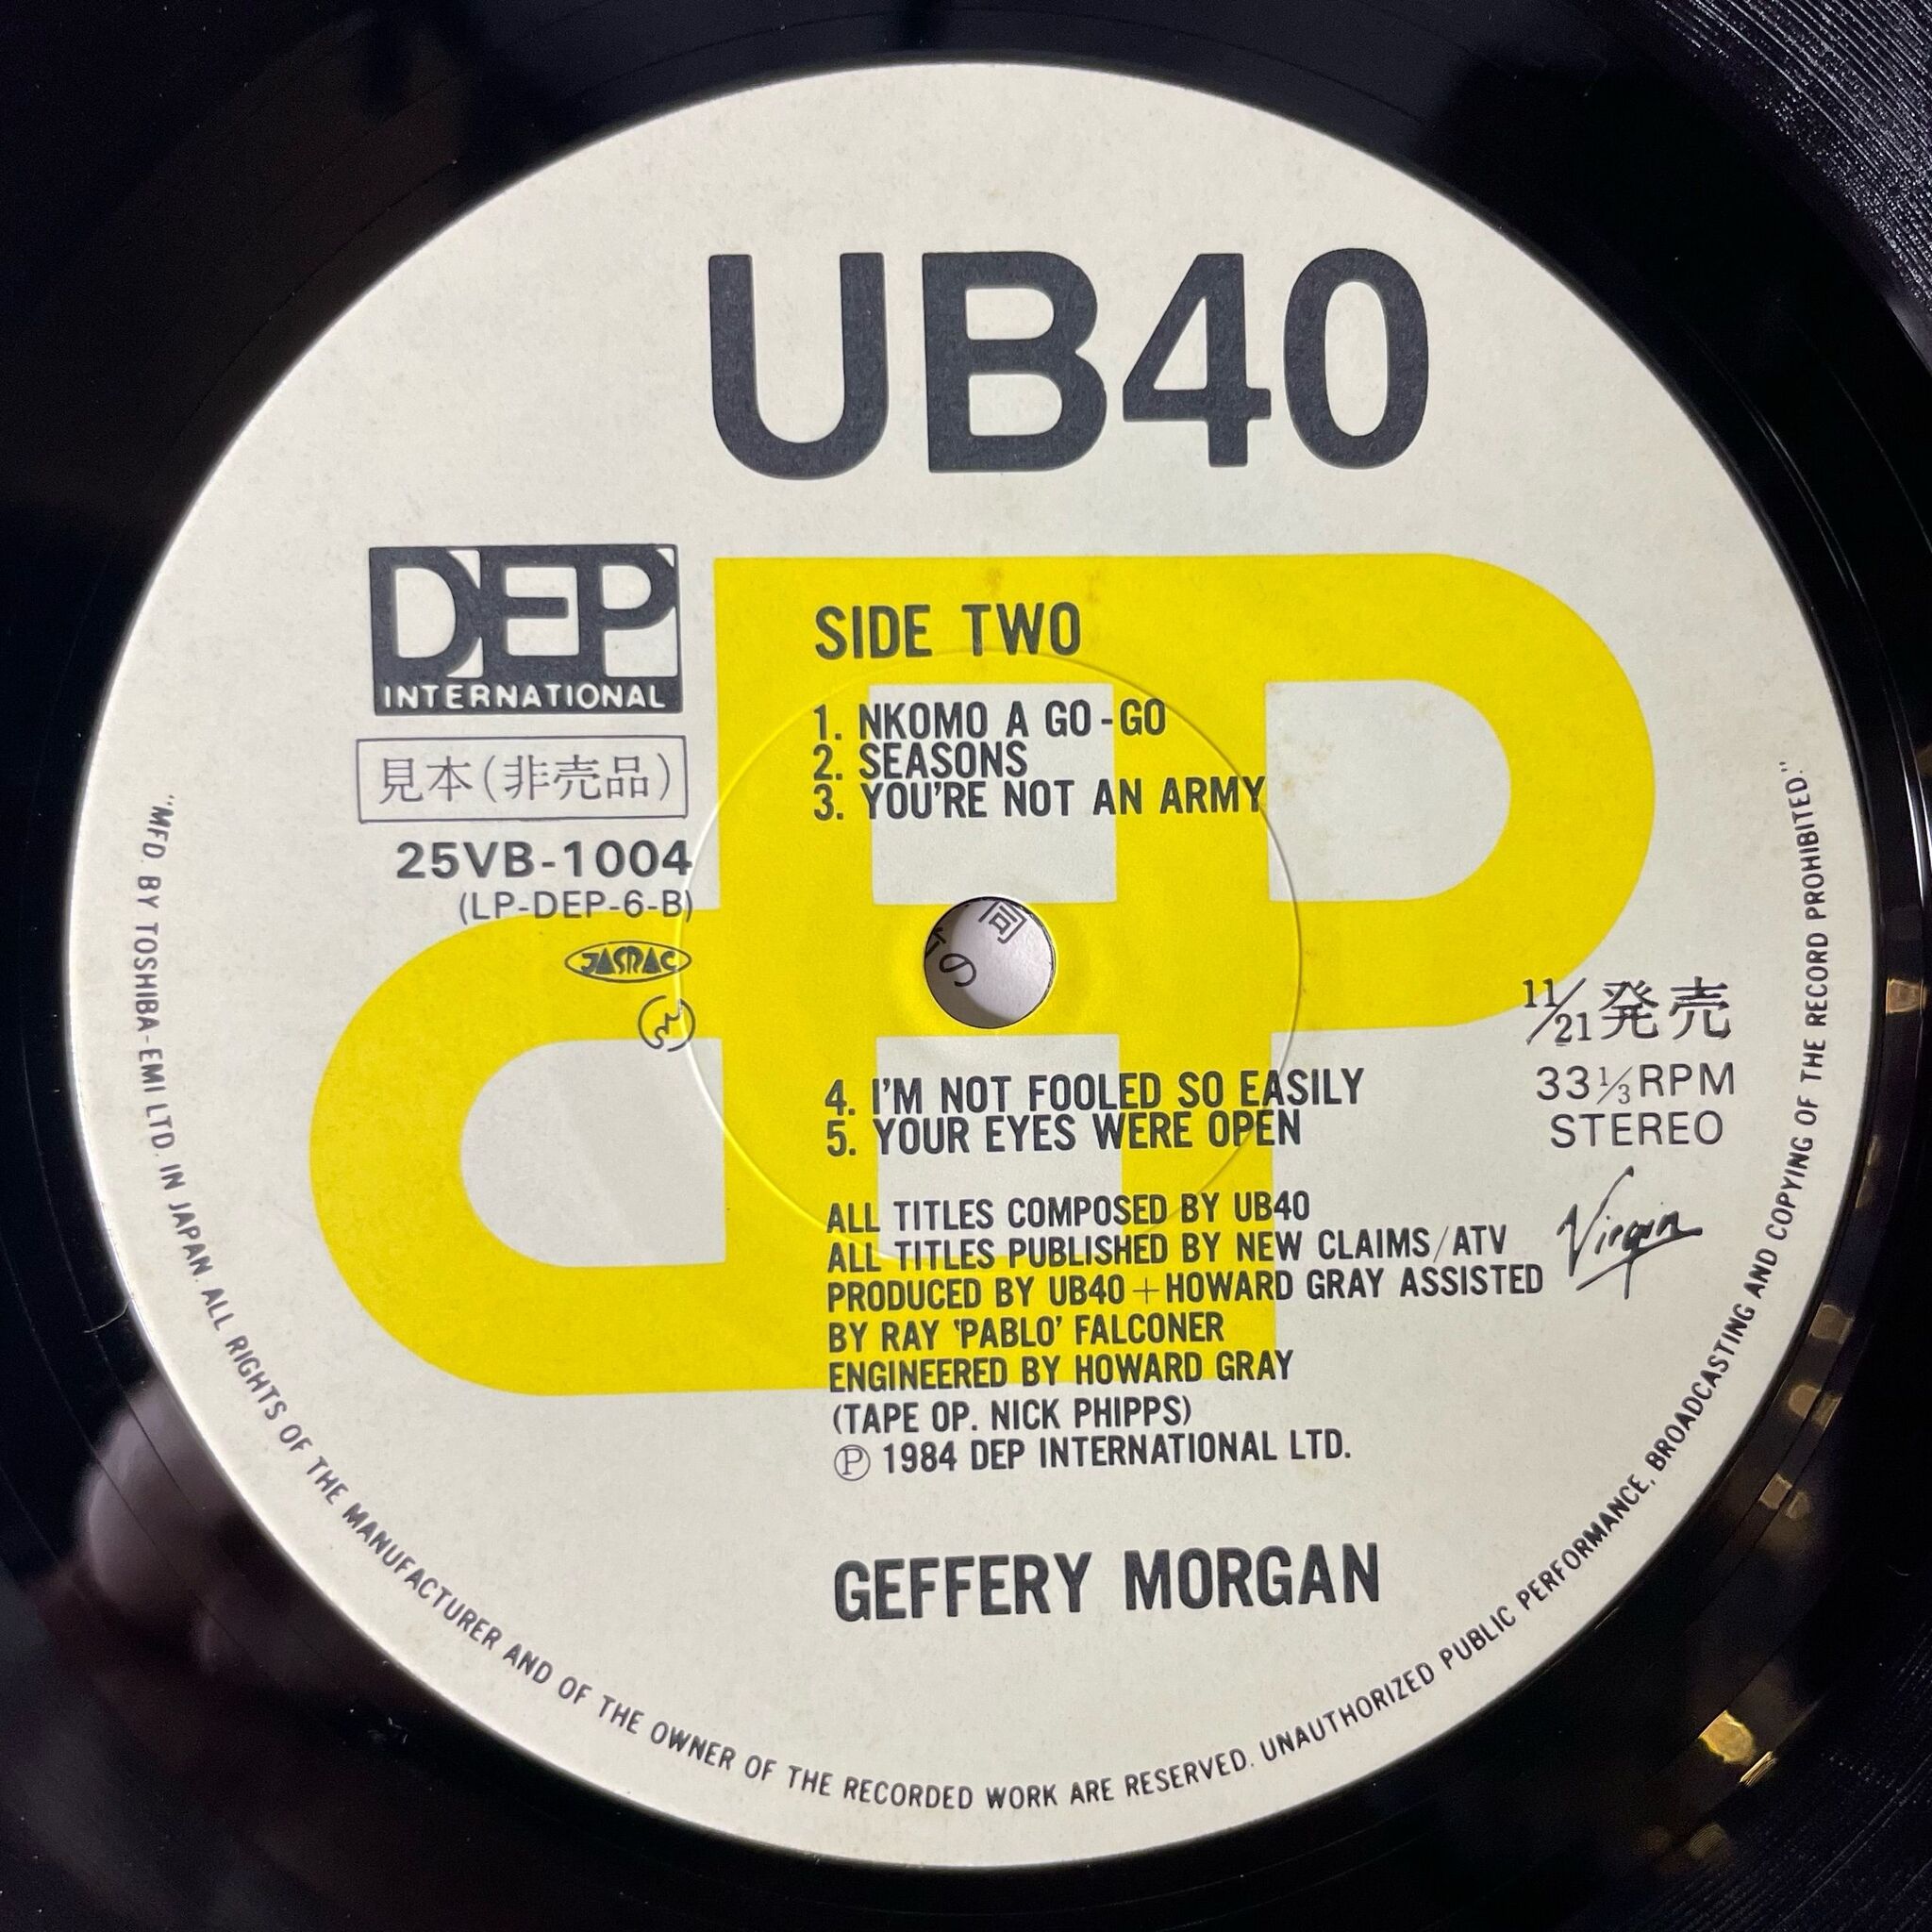 UB40
DEP
INTERNATIONAL
見本(非売品)
25VB-1004
(LP-DEP-6-B)
JASRAC
SIDE TWO
1. NKOMO A GO-GO
2. SEASONS
3. YOU'RE NOT AN ARMY
同
の
4. I'M NOT FOOLED SO EASILY
5. YOUR EYES WERE OPEN
11/21発売
33⅓RPM
STEREO
Virgin
ALL TITLES COMPOSED BY UB40
ALL TITLES PUBLISHED BY NEW CLAIMS/ATV
PRODUCED BY UB40+HOWARD GRAY ASSISTED
BY RAY 'PABLO' FALCONER
ENGINEERED BY HOWARD GRAY
(TAPE OP. NICK PHIPPS)
Ⓟ 1984 DEP INTERNATIONAL LTD.
GEFFERY MORGAN
"MFD. BY TOSHIBA-EMI LTD. IN JAPAN. ALL RIGHTS OF THE MANUFACTURER AND OF THE OWNER OF THE RECORDED WORK ARE RESERVED. UNAUTHORIZED PUBLIC PERFORMANCE, BROADCASTING AND COPYING OF THE RECORD PROHIBITED."